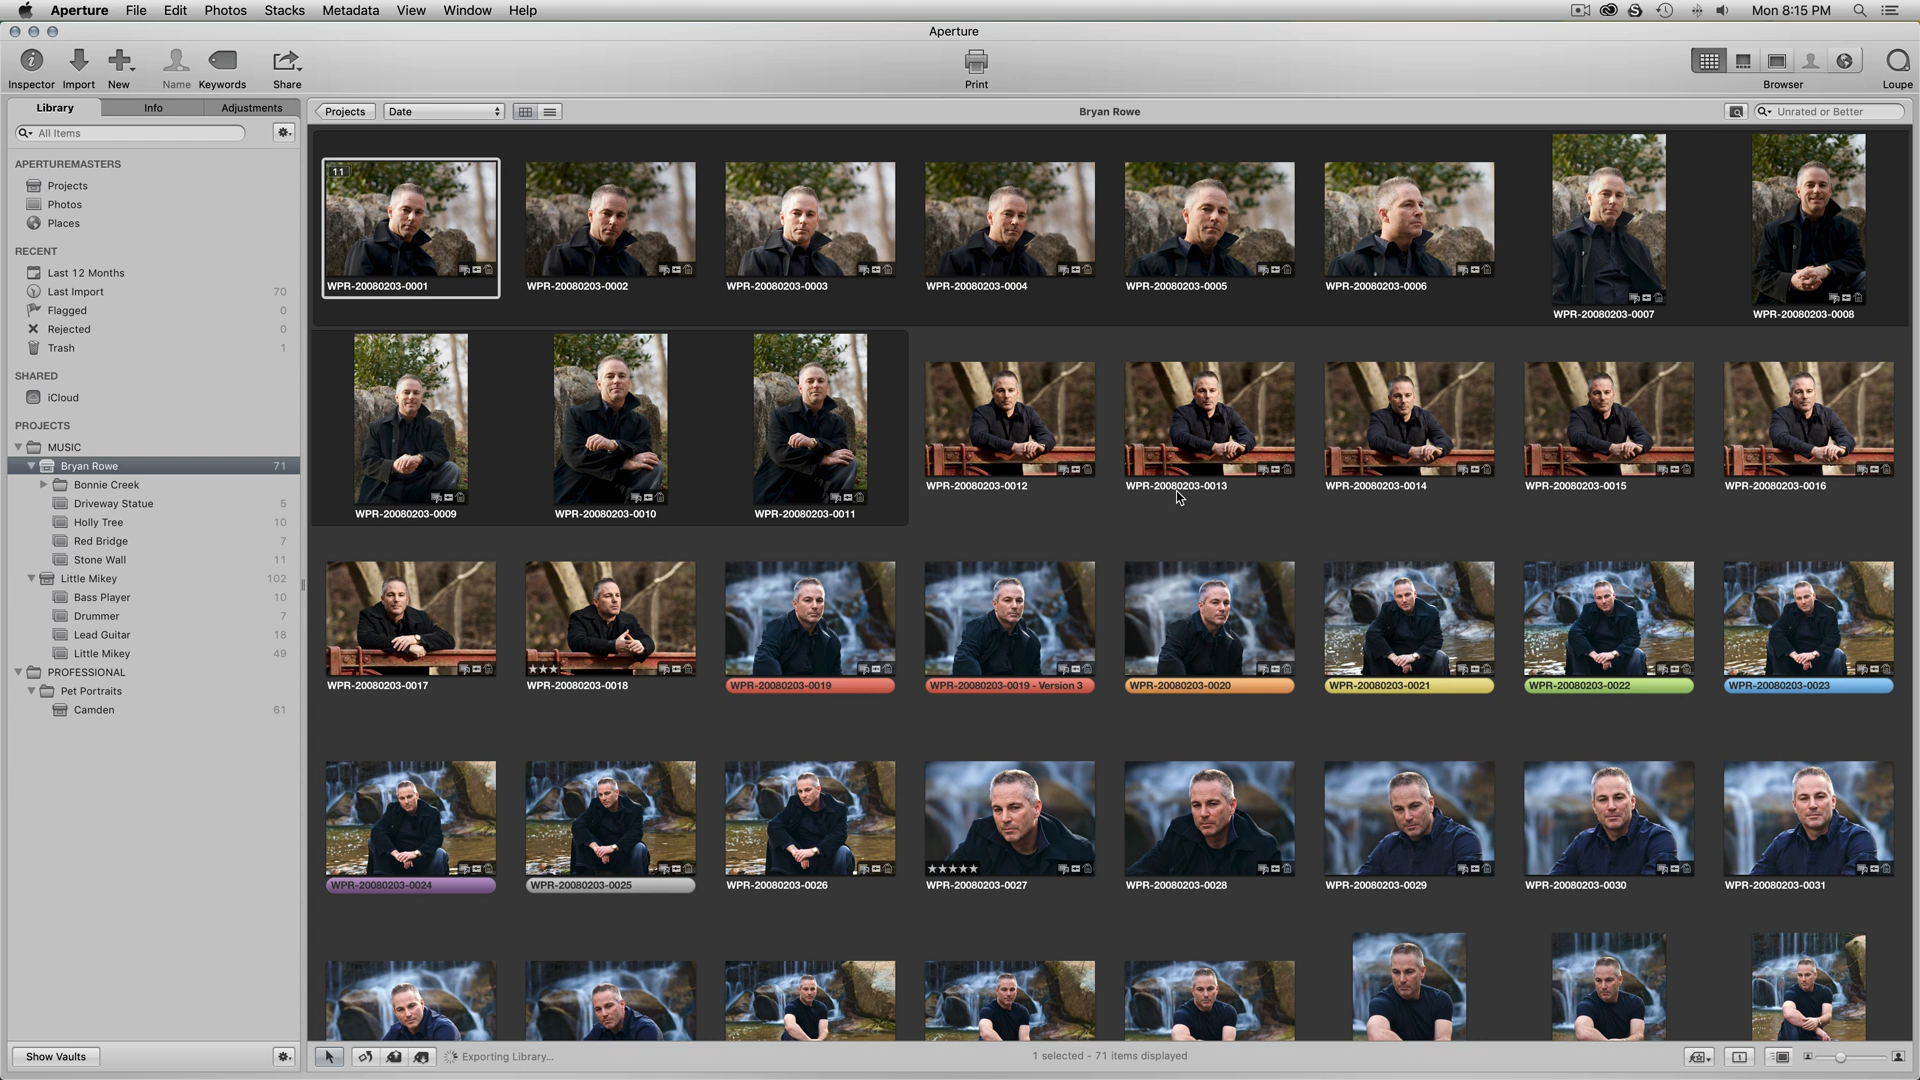 Aperture File Edit Photos Stacks Metadata View Window Help Mon 8:15 PM
Aperture
Inspector Import New Name Keywords Share Print Browser Loupe
Library Info Adjustments
Projects Date Bryan Rowe Unrated or Better
All Items
APERTUREMASTERS
Projects
Photos
Places
RECENT
Last 12 Months
Last Import 70
Flagged 0
Rejected 0
Trash 1
SHARED
iCloud
PROJECTS
MUSIC
Bryan Rowe 71
Bonnie Creek
Driveway Statue 5
Holly Tree 10
Red Bridge 7
Stone Wall 11
Little Mikey 102
Bass Player 10
Drummer 7
Lead Guitar 18
Little Mikey 49
PROFESSIONAL
Pet Portraits
Camden 61
Show Vaults
11
WPR-20080203-0001 WPR-20080203-0002 WPR-20080203-0003 WPR-20080203-0004 WPR-20080203-0005 WPR-20080203-0006 WPR-20080203-0007 WPR-20080203-0008
WPR-20080203-0009 WPR-20080203-0010 WPR-20080203-0011 WPR-20080203-0012 WPR-20080203-0013 WPR-20080203-0014 WPR-20080203-0015 WPR-20080203-0016
WPR-20080203-0017 WPR-20080203-0018 WPR-20080203-0019 WPR-20080203-0019 - Version 3 WPR-20080203-0020 WPR-20080203-0021 WPR-20080203-0022 WPR-20080203-0023
WPR-20080203-0024 WPR-20080203-0025 WPR-20080203-0026 WPR-20080203-0027 WPR-20080203-0028 WPR-20080203-0029 WPR-20080203-0030 WPR-20080203-0031
Exporting Library... 1 selected - 71 items displayed 1